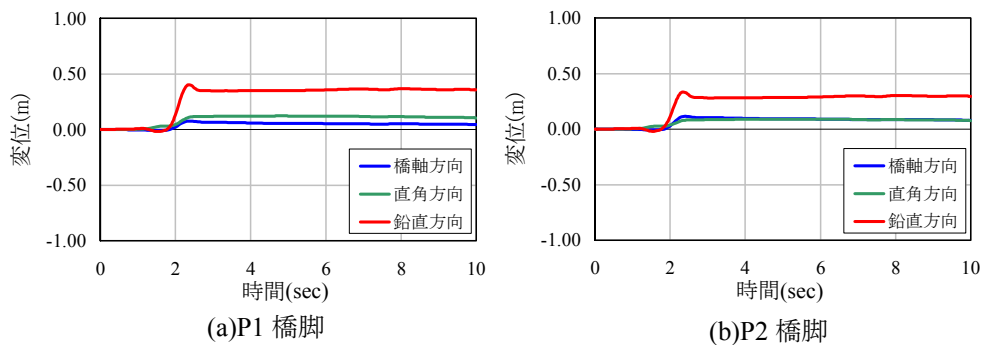 1.00
0.50
0.00
-0.50
-1.00
変位(m)
橋軸方向
直角方向
鉛直方向
0 2 4 6 8 10
時間(sec)
(a)P1 橋脚
1.00
0.50
0.00
-0.50
-1.00
変位(m)
橋軸方向
直角方向
鉛直方向
0 2 4 6 8 10
時間(sec)
(b)P2 橋脚